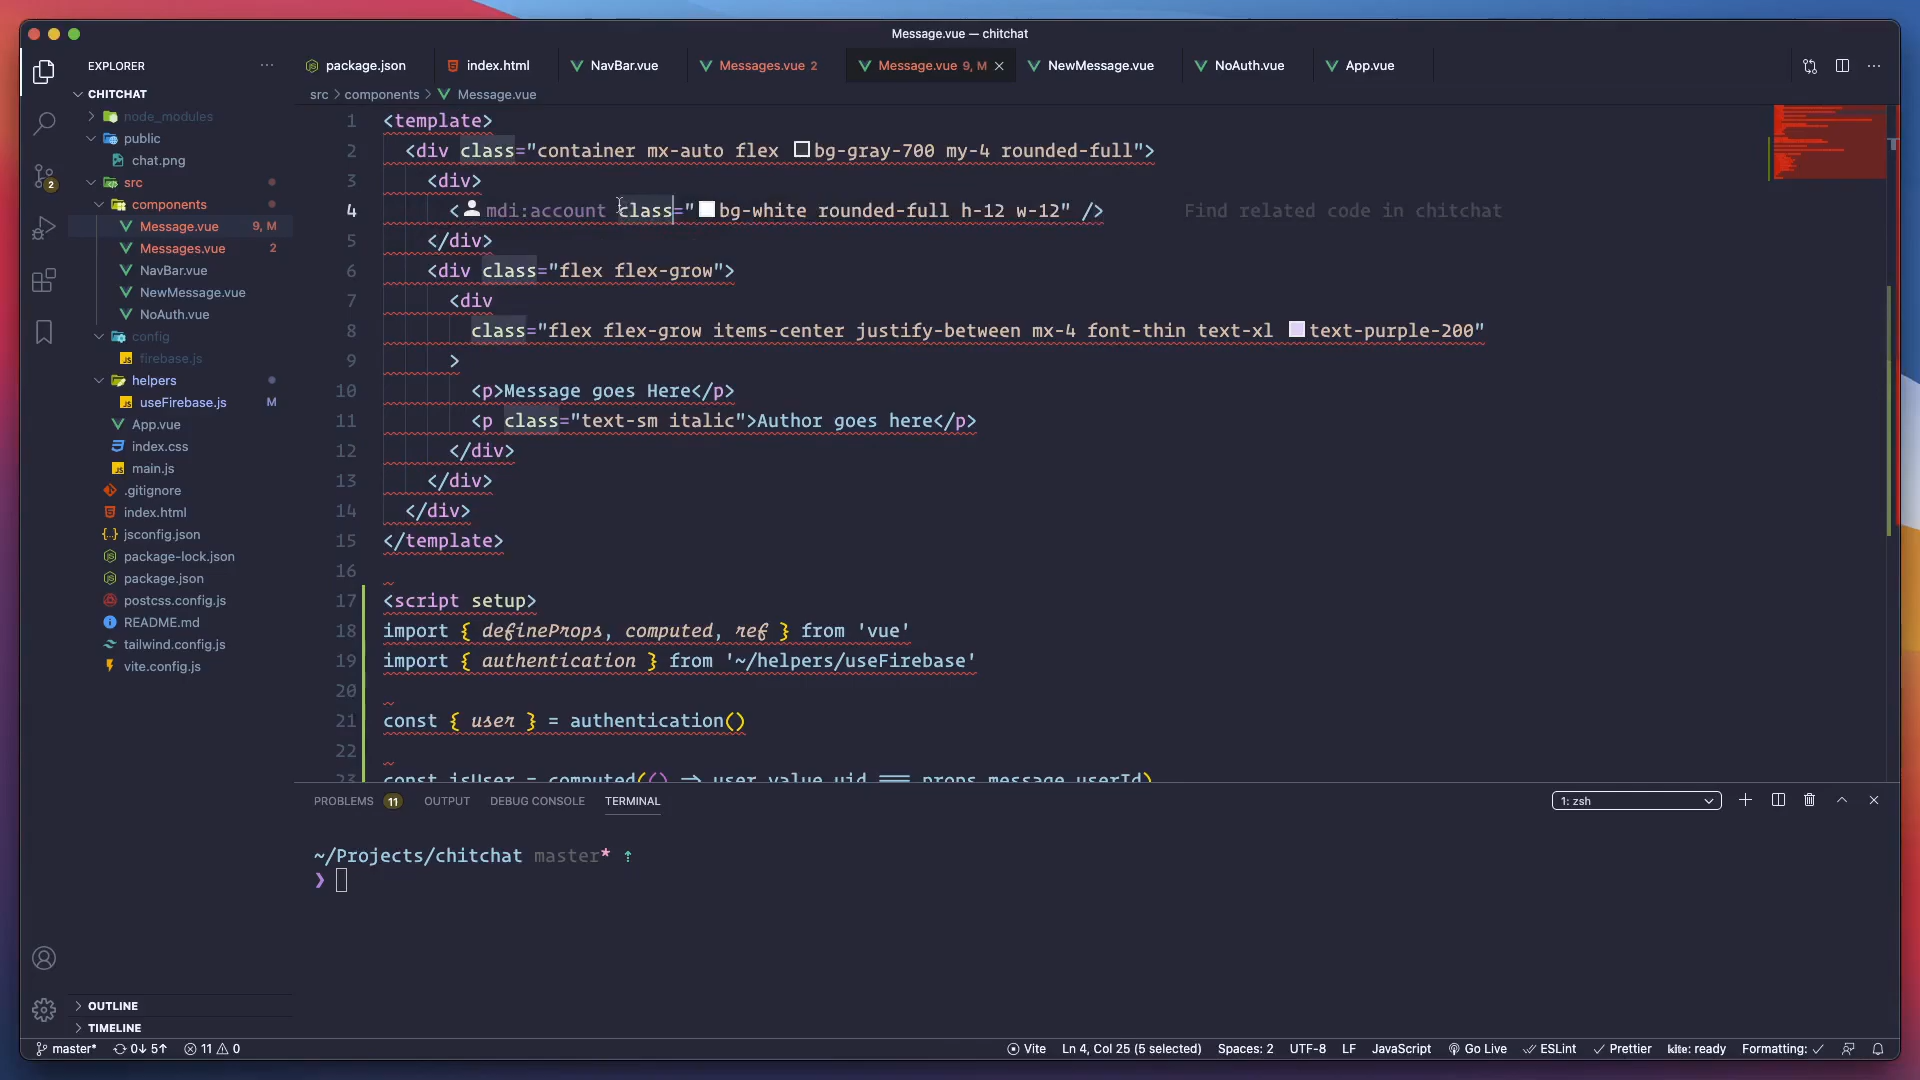 Message.vue — chitchat
EXPLORER
package.json
index.html
NavBar.vue
Messages.vue 2
Message.vue 9, M
NewMessage.vue
NoAuth.vue
App.vue
src > components > Message.vue
CHITCHAT
node_modules
public
chat.png
src
components
Message.vue 9, M
Messages.vue 2
NavBar.vue
NewMessage.vue
NoAuth.vue
config
firebase.js
helpers
useFirebase.js M
App.vue
index.css
main.js
.gitignore
index.html
jsconfig.json
package-lock.json
package.json
postcss.config.js
README.md
tailwind.config.js
vite.config.js
OUTLINE
TIMELINE
2
1 <template>
2 <div class="container mx-auto flex bg-gray-700 my-4 rounded-full">
3 <div>
4 < mdi:account class="bg-white rounded-full h-12 w-12" /> Find related code in chitchat
5 </div>
6 <div class="flex flex-grow">
7 <div
8 class="flex flex-grow items-center justify-between mx-4 font-thin text-xl text-purple-200"
9 >
10 <p>Message goes Here</p>
11 <p class="text-sm italic">Author goes here</p>
12 </div>
13 </div>
14 </div>
15 </template>
16
17 <script setup>
18 import { defineProps, computed, ref } from 'vue'
19 import { authentication } from '~/helpers/useFirebase'
20
21 const { user } = authentication()
22
23 const isUser = computed(() => user.value.uid === props.message.userId)
PROBLEMS 11 OUTPUT DEBUG CONSOLE TERMINAL
1: zsh
~/Projects/chitchat master* ↑
❯
master* 0↓ 5↑ 11 0
Vite Ln 4, Col 25 (5 selected) Spaces: 2 UTF-8 LF JavaScript Go Live ESLint Prettier kite: ready Formatting: ✓